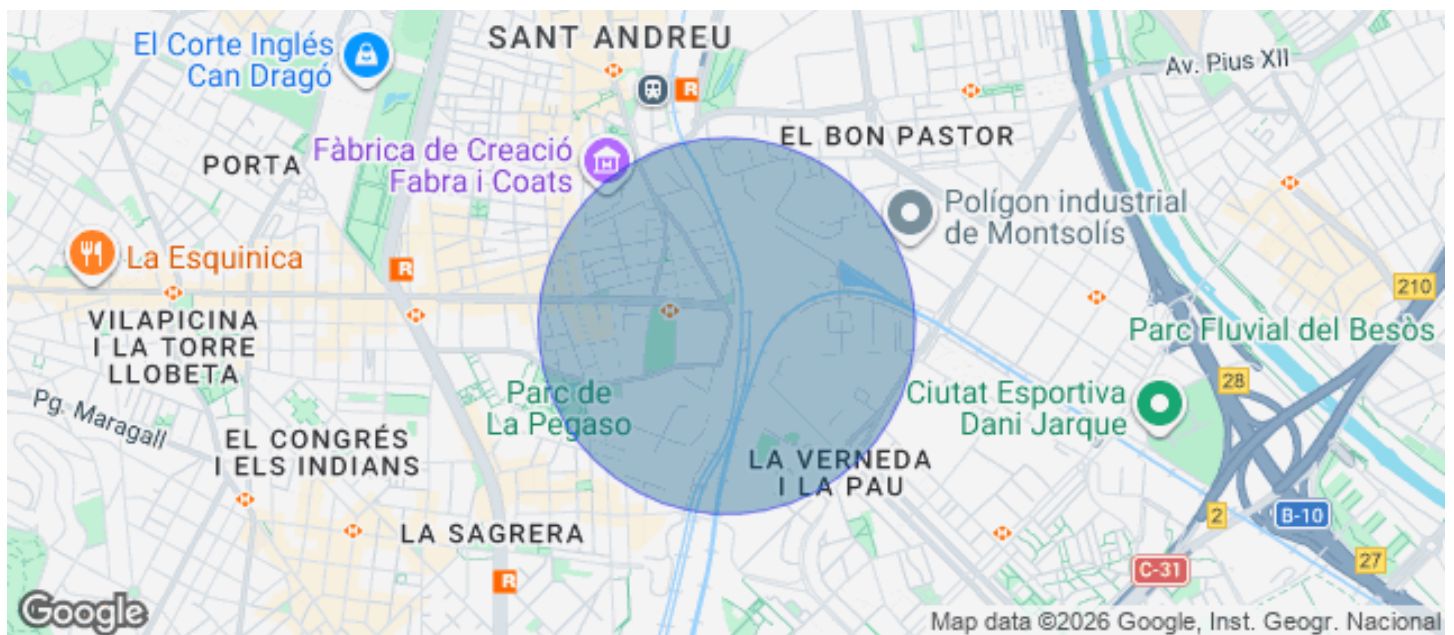 SANT ANDREU
El Corte Inglés
Can Dragó
Av. Pius XII
EL BON PASTOR
Fàbrica de Creació
Fabra i Coats
PORTA
Polígon industrial
de Montsolís
La Esquinica
210
VILAPICINA
I LA TORRE
LLOBETA
Parc Fluvial del Besòs
28
Parc de
La Pegaso
Ciutat Esportiva
Dani Jarque
Pg. Maragall
EL CONGRÉS
I ELS INDIANS
LA VERNEDA
I LA PAU
LA SAGRERA
2
B-10
27
C-31
R
R
R
Google
Map data ©2026 Google, Inst. Geogr. Nacional